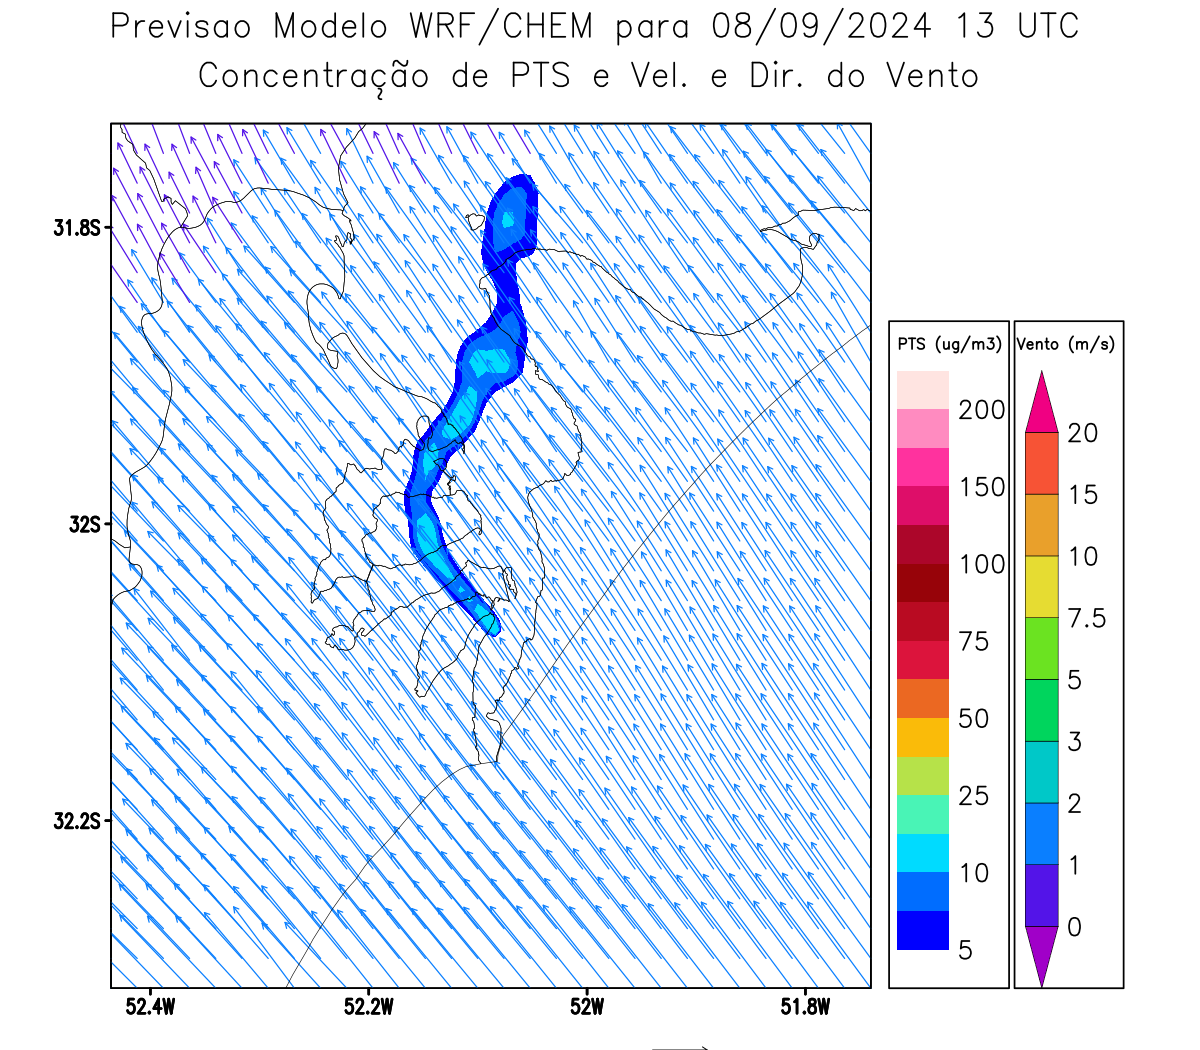 Previsao Modelo WRF/CHEM para 08/09/2024 13 UTC
Concentração de PTS e Vel. e Dir. do Vento
31.8S
32S
32.2S
52.4W 52.2W 52W 51.8W
PTS (ug/m3)
200
150
100
75
50
25
10
5
Vento (m/s)
20
15
10
7.5
5
3
2
1
0